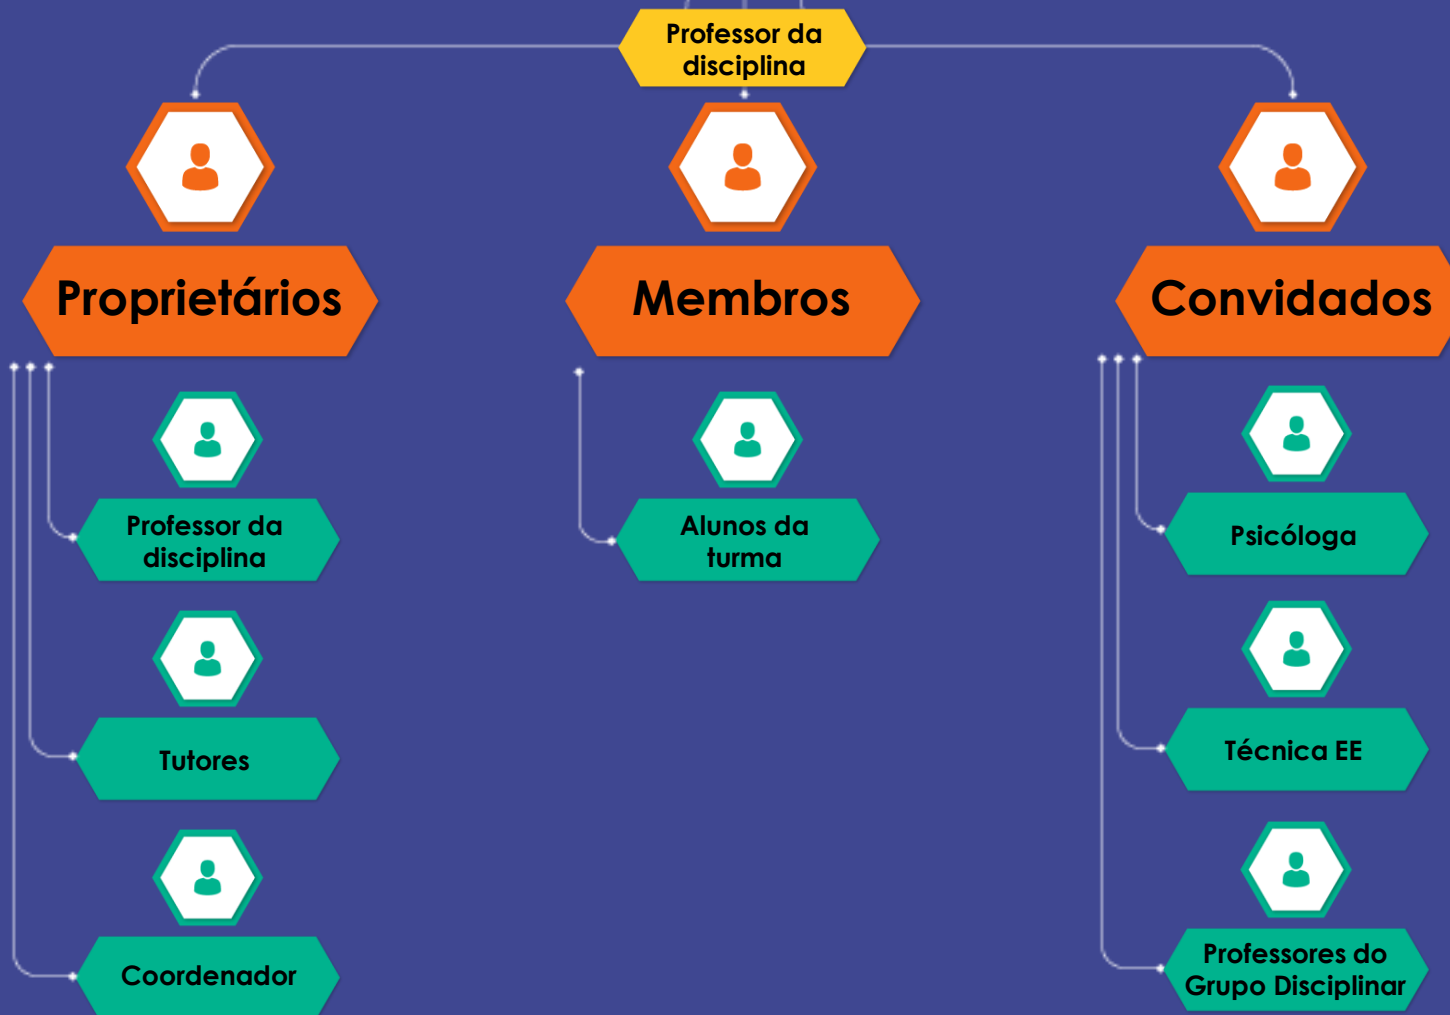 Professor da
disciplina
Proprietários
Membros
Convidados
Professor da
disciplina
Tutores
Coordenador
Alunos da
turma
Psicóloga
Técnica EE
Professores do
Grupo Disciplinar